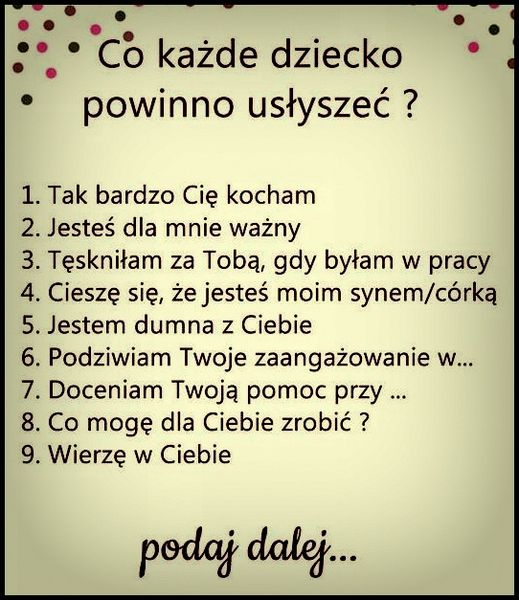 Co każde dziecko
powinno usłyszeć ?
1. Tak bardzo Cię kocham
2. Jesteś dla mnie ważny
3. Tęskniłam za Tobą, gdy byłam w pracy
4. Cieszę się, że jesteś moim synem/córką
5. Jestem dumna z Ciebie
6. Podziwiam Twoje zaangażowanie w...
7. Doceniam Twoją pomoc przy ...
8. Co mogę dla Ciebie zrobić ?
9. Wierzę w Ciebie
podaj dalej...